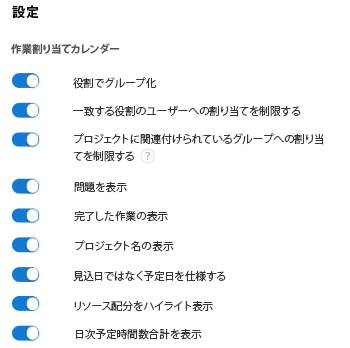 設定
作業割り当てカレンダー
役割でグループ化
一致する役割のユーザーへの割り当てを制限する
プロジェクトに関連付けられているグループへの割り当
てを制限する ?
問題を表示
完了した作業の表示
プロジェクト名の表示
見込日ではなく予定日を仕様する
リソース配分をハイライト表示
日次予定時間数合計を表示